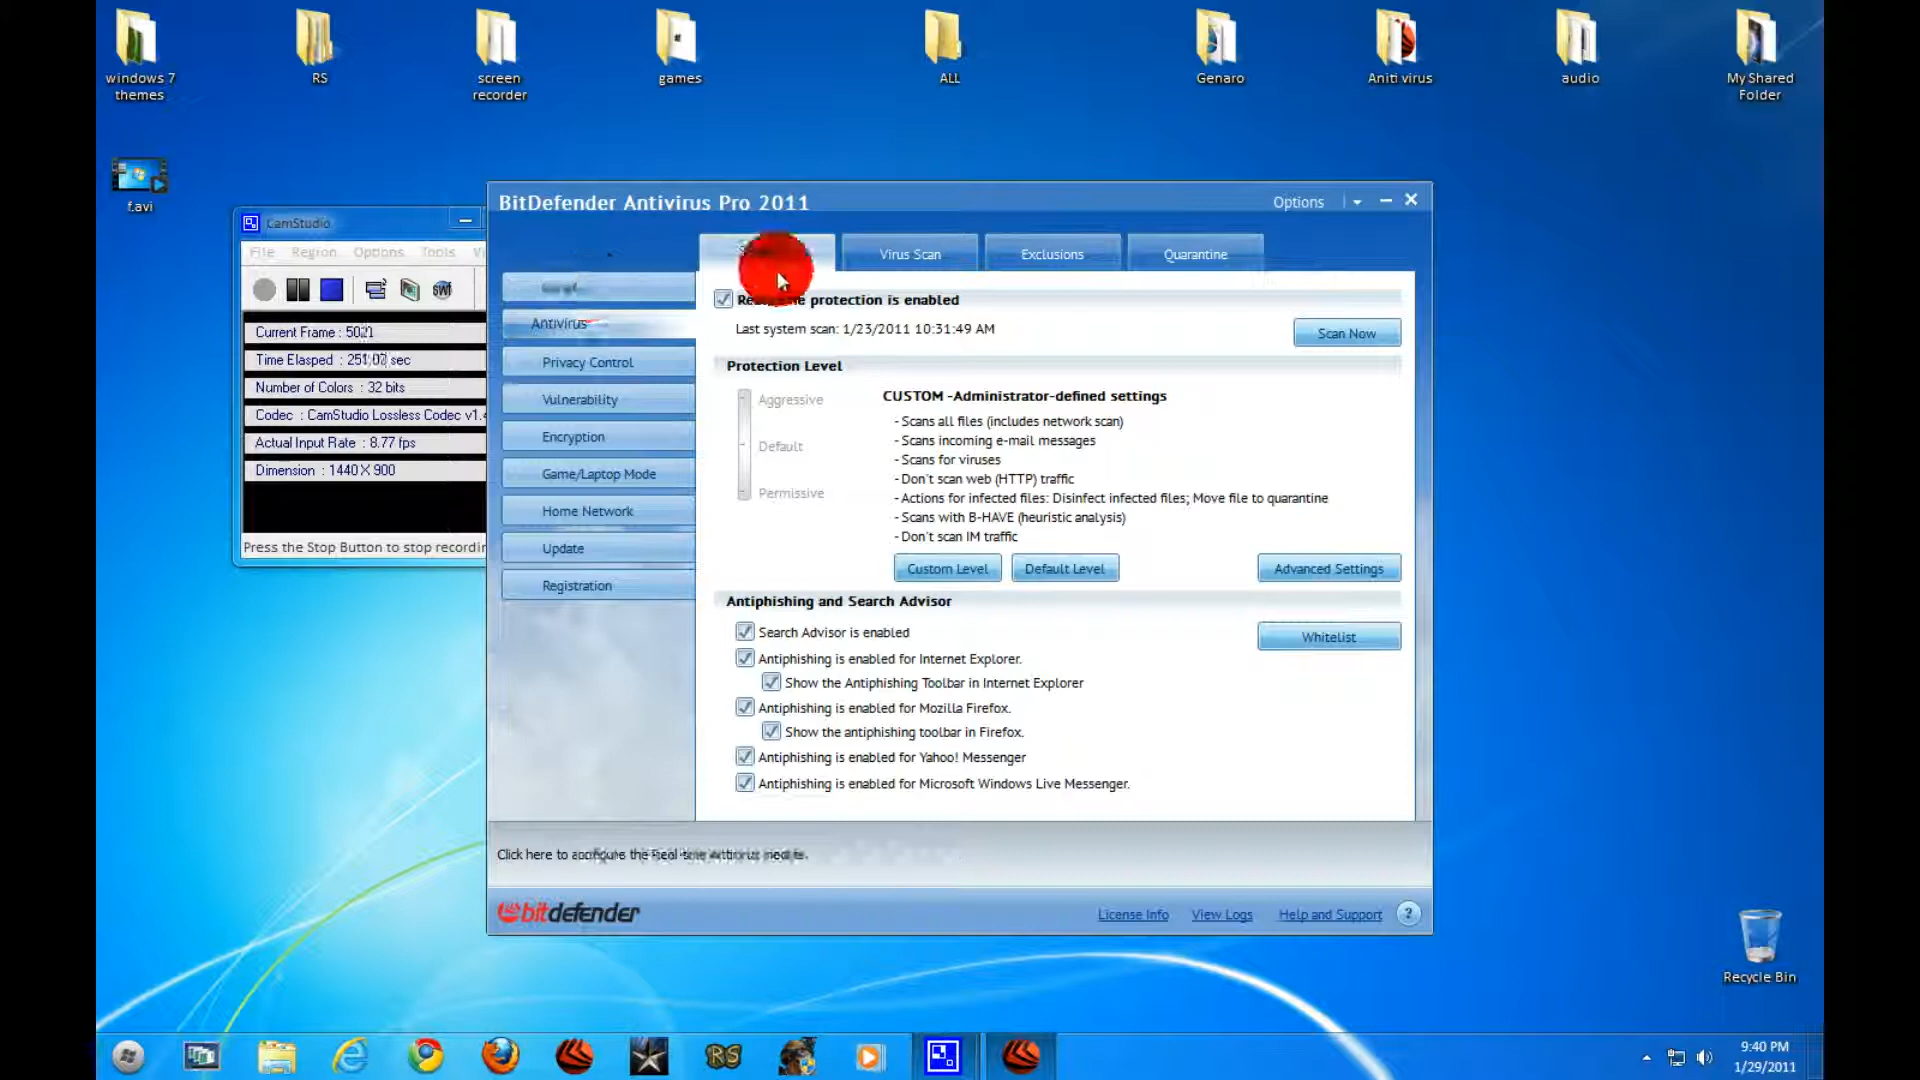 windows 7
themes
RS
screen
recorder
games
ALL
Genaro
Aniti virus
audio
My Shared
Folder
f.avi
CamStudio
File Region Options Tools
Current Frame : 5021
Time Elasped : 251.07 sec
Number of Colors : 32 bits
Codec : CamStudio Lossless Codec v1.4
Actual Input Rate : 8.77 fps
Dimension : 1440 X 900
Press the Stop Button to stop recordin
BitDefender Antivirus Pro 2011
Options
Virus Scan
Exclusions
Quarantine
Antivirus
Privacy Control
Vulnerability
Encryption
Game/Laptop Mode
Home Network
Update
Registration
protection is enabled
Last system scan: 1/23/2011 10:31:49 AM
Scan Now
Protection Level
Aggressive
Default
Permissive
CUSTOM -Administrator-defined settings
- Scans all files (includes network scan)
- Scans incoming e-mail messages
- Scans for viruses
- Don't scan web (HTTP) traffic
- Actions for infected files: Disinfect infected files; Move file to quarantine
- Scans with B-HAVE (heuristic analysis)
- Don't scan IM traffic
Custom Level
Default Level
Advanced Settings
Antiphishing and Search Advisor
Search Advisor is enabled
Whitelist
Antiphishing is enabled for Internet Explorer.
Show the Antiphishing Toolbar in Internet Explorer
Antiphishing is enabled for Mozilla Firefox.
Show the antiphishing toolbar in Firefox.
Antiphishing is enabled for Yahoo! Messenger
Antiphishing is enabled for Microsoft Windows Live Messenger.
Click here to configure the
bitdefender
License Info
View Logs
Help and Support
?
Recycle Bin
SWF
RS
9:40 PM
1/29/2011